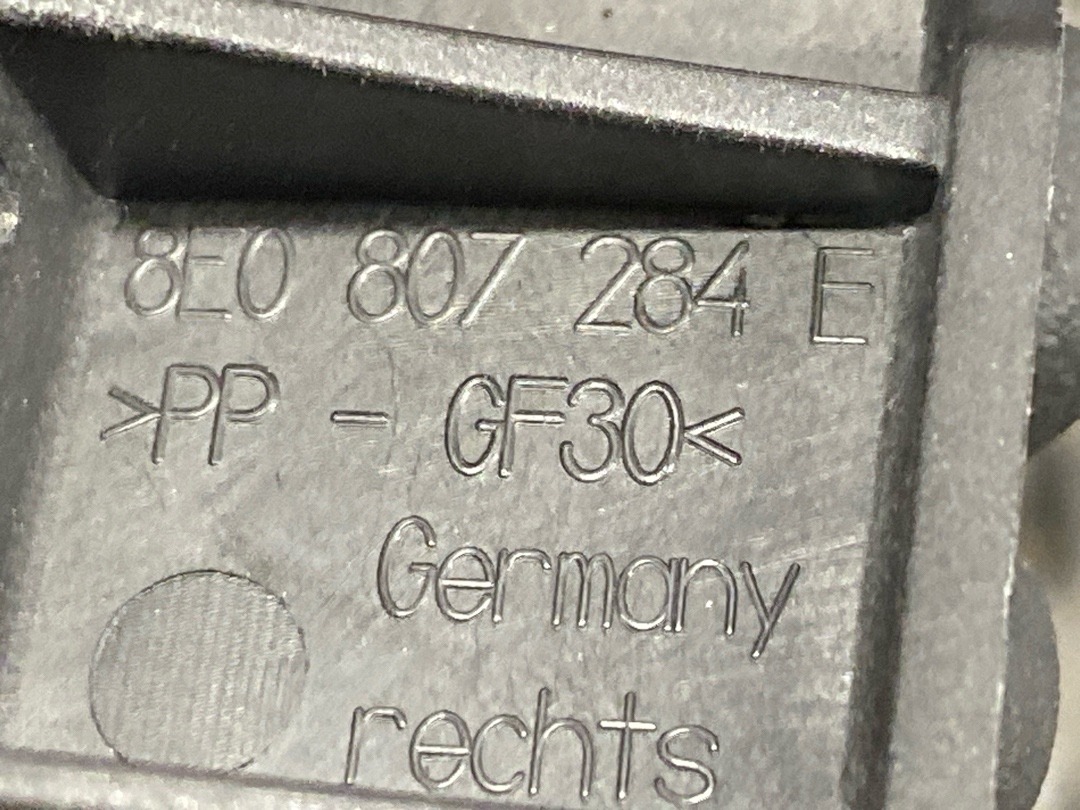 8E0 807 284 E
>PP - GF30<
Germany
rechts